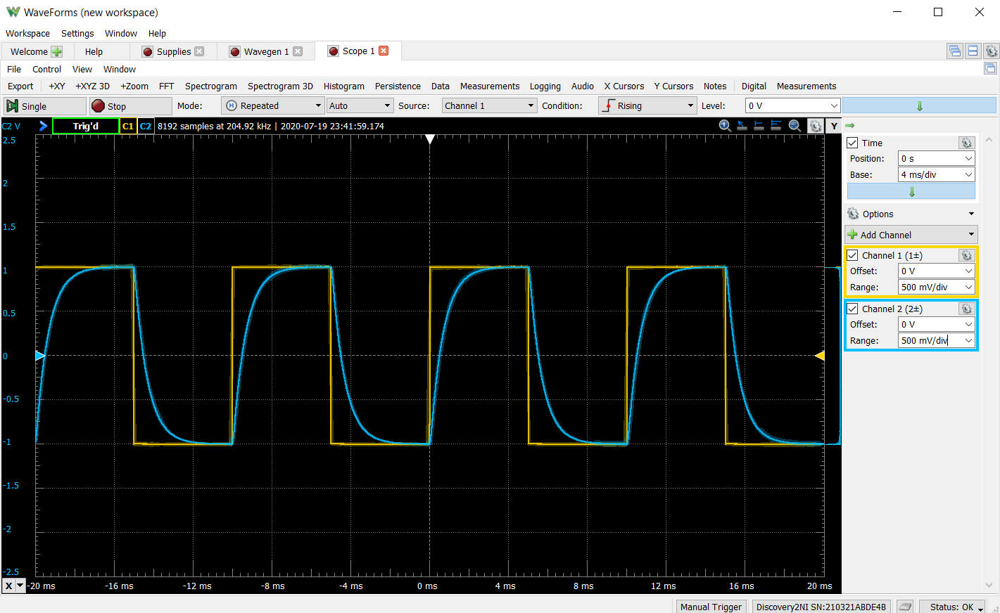 WaveForms (new workspace)
Workspace Settings Window Help
Welcome Help Supplies Wavegen 1 Scope 1
File Control View Window
Export +XY +XYZ 3D +Zoom FFT Spectrogram Spectrogram 3D Histogram Persistence Data Measurements Logging Audio X Cursors Y Cursors Notes Digital Measurements
Single Stop Mode: Repeated Auto Source: Channel 1 Condition: Rising Level: 0 V
C2 V Trig'd C1 C2 8192 samples at 204.92 kHz | 2020-07-19 23:41:59.174 Y
2.5
2
1.5
1
0.5
0
-0.5
-1
-1.5
-2
-2.5
X -20 ms -16 ms -12 ms -8 ms -4 ms 0 ms 4 ms 8 ms 12 ms 16 ms 20 ms
Time
Position: 0 s
Base: 4 ms/div
Options
Add Channel
Channel 1 (1±)
Offset: 0 V
Range: 500 mV/div
Channel 2 (2±)
Offset: 0 V
Range: 500 mV/div
Manual Trigger Discovery2NI SN:210321ABDE4B Status: OK